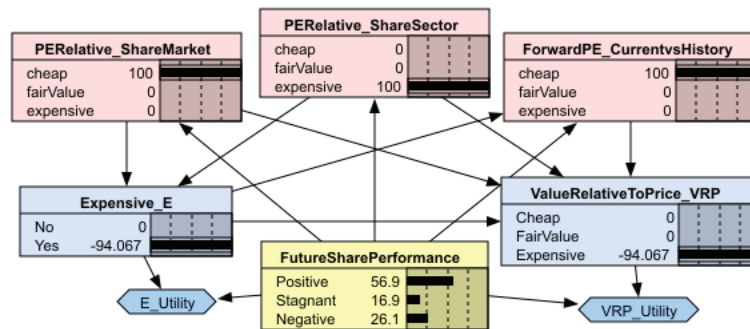 PERelative_ShareMarket
cheap 100
fairValue 0
expensive 0
PERelative_ShareSector
cheap 0
fairValue 0
expensive 100
ForwardPE_CurrentvsHistory
cheap 100
fairValue 0
expensive 0
Expensive_E
No 0
Yes -94.067
ValueRelativeToPrice_VRP
Cheap 0
FairValue 0
Expensive -94.067
FutureSharePerformance
Positive 56.9
Stagnant 16.9
Negative 26.1
E_Utility
VRP_Utility